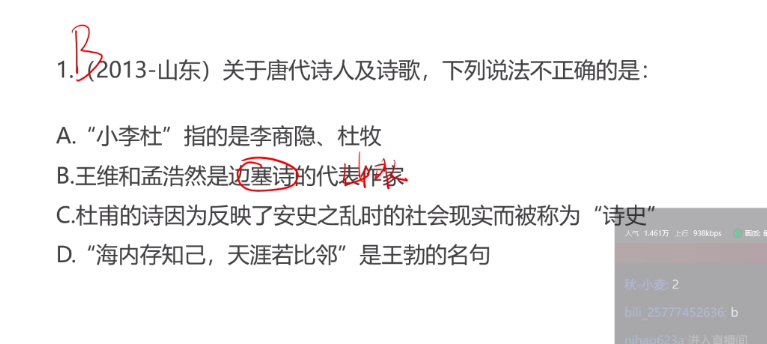 B
1.（2013-山东）关于唐代诗人及诗歌，下列说法不正确的是：
A.“小李杜”指的是李商隐、杜牧
B.王维和孟浩然是边塞诗的代表作家
山水
C.杜甫的诗因为反映了安史之乱时的社会现实而被称为“诗史”
D.“海内存知己，天涯若比邻”是王勃的名句
人气 1.461万 上行 938kbps
秋-小麦: 2
bili_25777452636: b
进入直播间